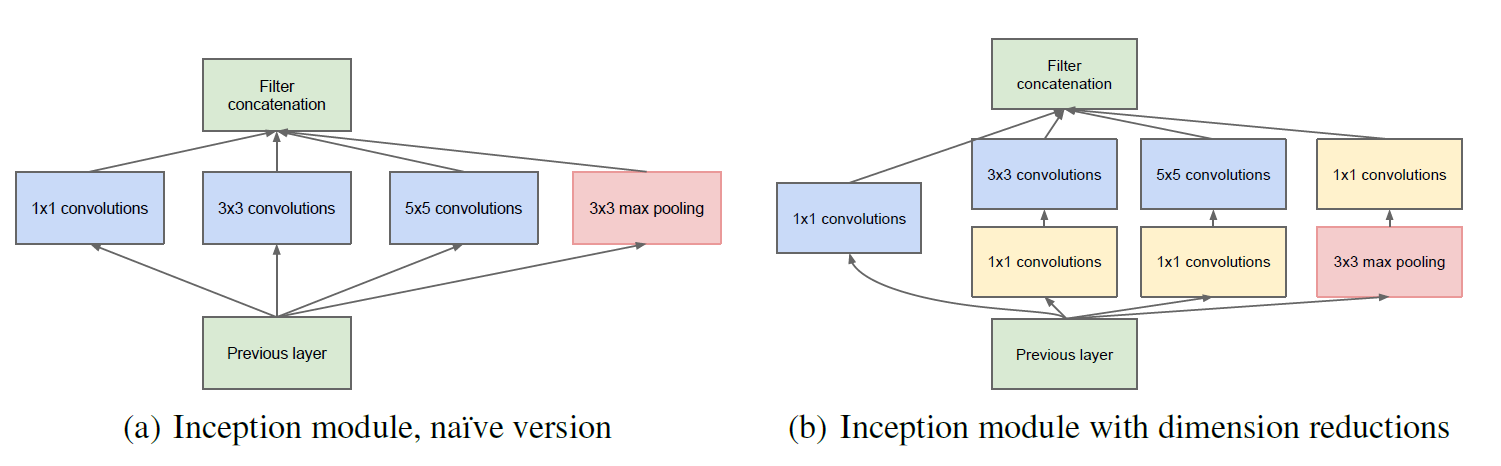 Filter
concatenation
1x1 convolutions
3x3 convolutions
5x5 convolutions
3x3 max pooling
Previous layer
(a) Inception module, naïve version
Filter
concatenation
3x3 convolutions
5x5 convolutions
1x1 convolutions
1x1 convolutions
1x1 convolutions
1x1 convolutions
3x3 max pooling
Previous layer
(b) Inception module with dimension reductions